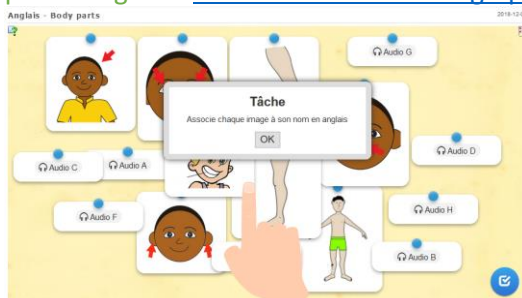 Anglais - Body parts
Audio G
Tâche
Associe chaque image à son nom en anglais
OK
Audio D
Audio C
Audio A
Audio F
Audio H
Audio B